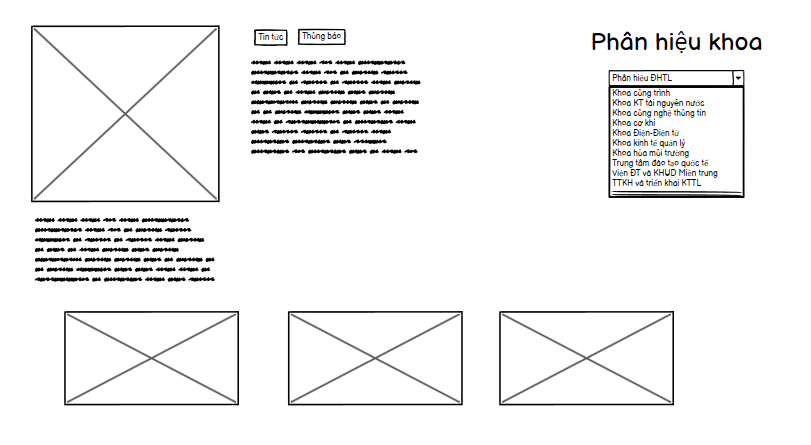 Tin tức
Thông báo
Phân hiệu khoa
Phân hiệu ĐHTL
Khoa công trình
Khoa KT tài nguyên nước
Khoa công nghệ thông tin
Khoa cơ khí
Khoa Điện-Điện tử
Khoa kinh tế quản lý
Khoa hóa môi trường
Trung tâm đào tạo quốc tế
Viện ĐT và KHUD Miền trung
TTKH và triển khai KTTL